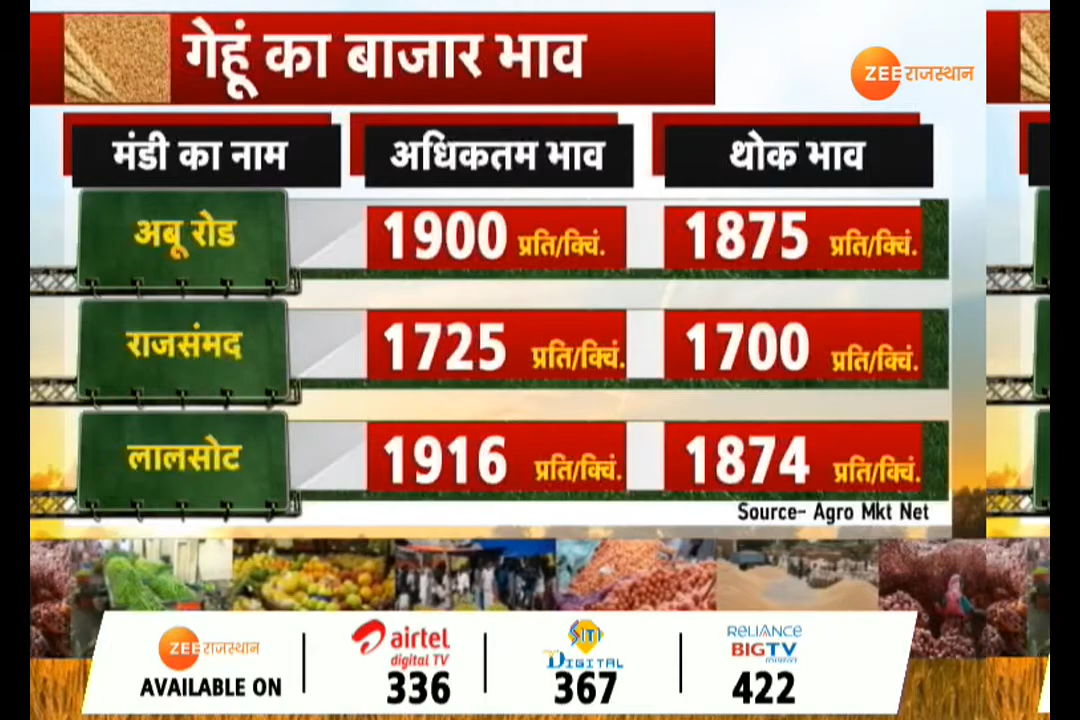 गेहूं का बाजार भाव
ZEE राजस्थान
मंडी का नाम अधिकतम भाव थोक भाव
अबू रोड 1900 प्रति/क्विं. 1875 प्रति/क्विं.
राजसंमद 1725 प्रति/क्विं. 1700 प्रति/क्विं.
लालसोट 1916 प्रति/क्विं. 1874 प्रति/क्विं.
Source- Agro Mkt Net
ZEE राजस्थान
AVAILABLE ON
airtel
digital TV
336
SITI
DIGITAL
367
RELIANCE
BIGTV
422